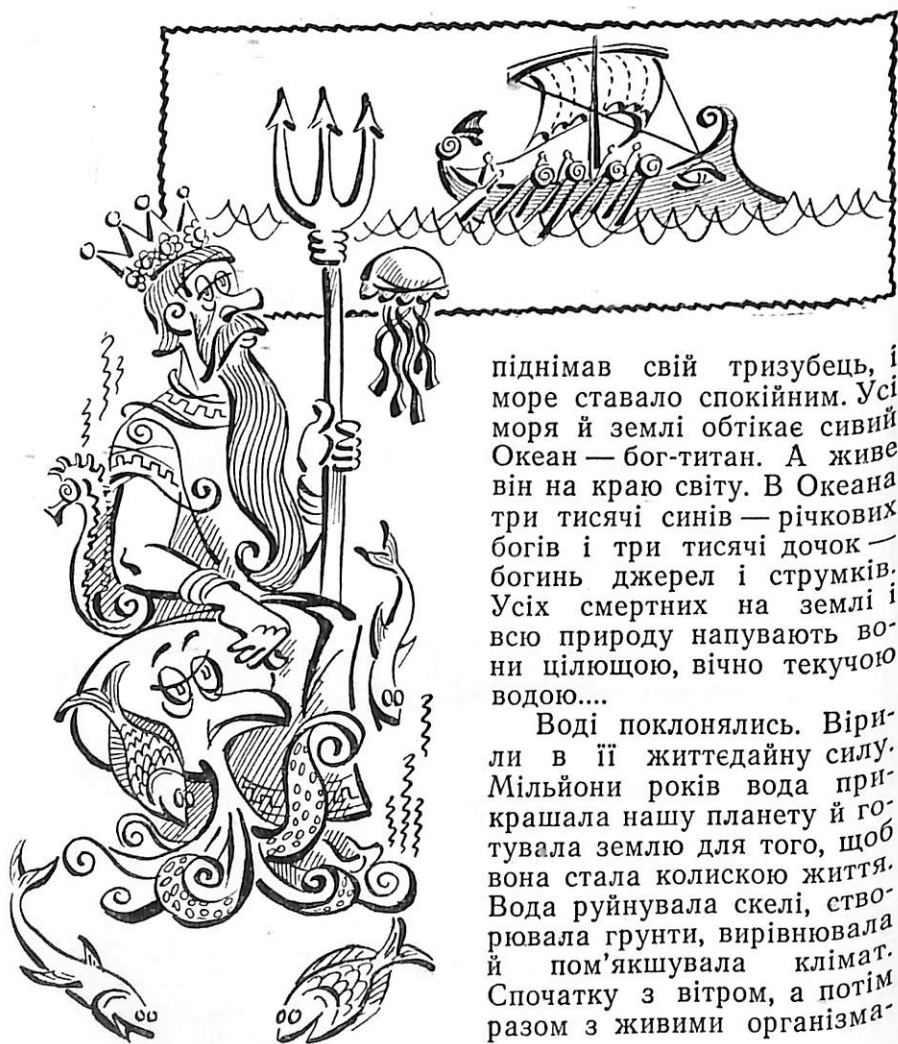 піднімав свій тризубець, і
море ставало спокійним. Усі
моря й землі обтікає сивий
Океан — бог-титан. А живе
він на краю світу. В Океана
три тисячі синів — річкових
богів і три тисячі дочок —
богинь джерел і струмків.
Усіх смертних на землі і
всю природу напувають во-
ни цілющою, вічно текучою
водою....
Воді поклонялись. Віри-
ли в її життєдайну силу.
Мільйони років вода при-
крашала нашу планету й го-
тувала землю для того, щоб
вона стала колискою життя.
Вода руйнувала скелі, ство-
рювала грунти, вирівнювала
й пом’якшувала клімат.
Спочатку з вітром, а потім
разом з живими організма-